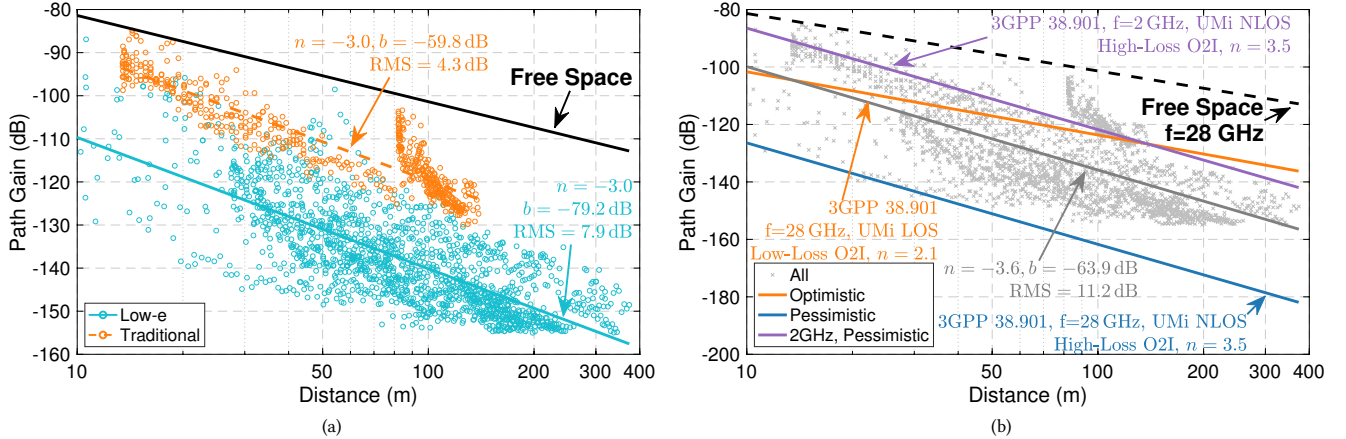 -80
-90
-100
-110
-120
-130
-140
-150
-160
Path Gain (dB)
10
20
50
100
200
300
400
Distance (m)
n = −3.0, b = −59.8 dB
RMS = 4.3 dB
Free Space
n = −3.0
b = −79.2 dB
RMS = 7.9 dB
Low-e
Traditional
(a)
-80
-100
-120
-140
-160
-180
-200
Path Gain (dB)
10
20
50
100
200
300
400
Distance (m)
3GPP 38.901, f=2 GHz, UMi NLOS
High-Loss O2I, n = 3.5
Free Space
f=28 GHz
3GPP 38.901
f=28 GHz, UMi LOS
Low-Loss O2I, n = 2.1
n = −3.6, b = −63.9 dB
RMS = 11.2 dB
All
Optimistic
Pessimistic
2GHz, Pessimistic
3GPP 38.901, f=28 GHz, UMi NLOS
High-Loss O2I, n = 3.5
(b)